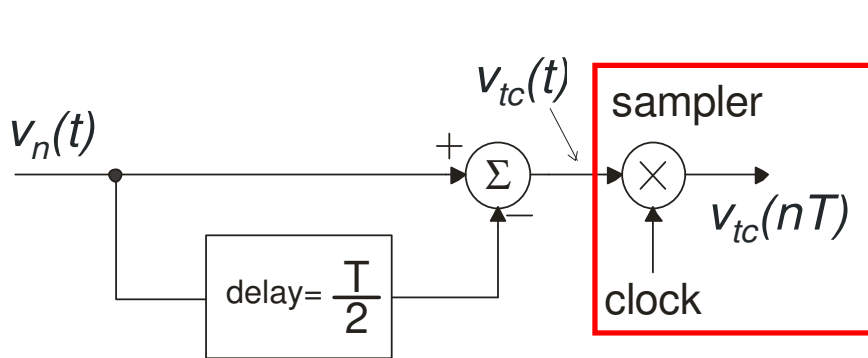 v_tc(t)
sampler
v_n(t)
+
Σ
×
−
v_tc(nT)
delay= T/2
clock